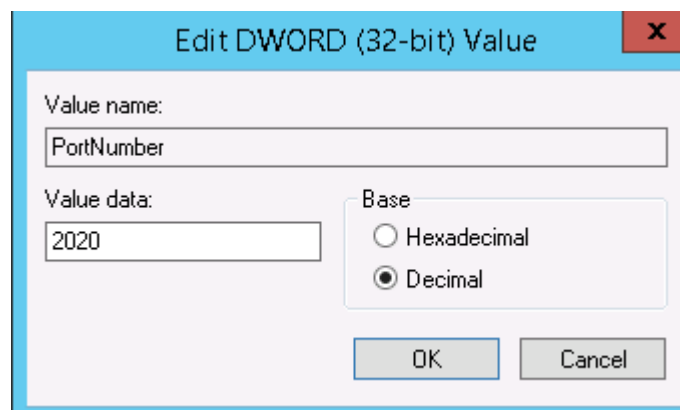 Edit DWORD (32-bit) Value
x
Value name:
PortNumber
Value data:
2020
Base
Hexadecimal
Decimal
OK
Cancel